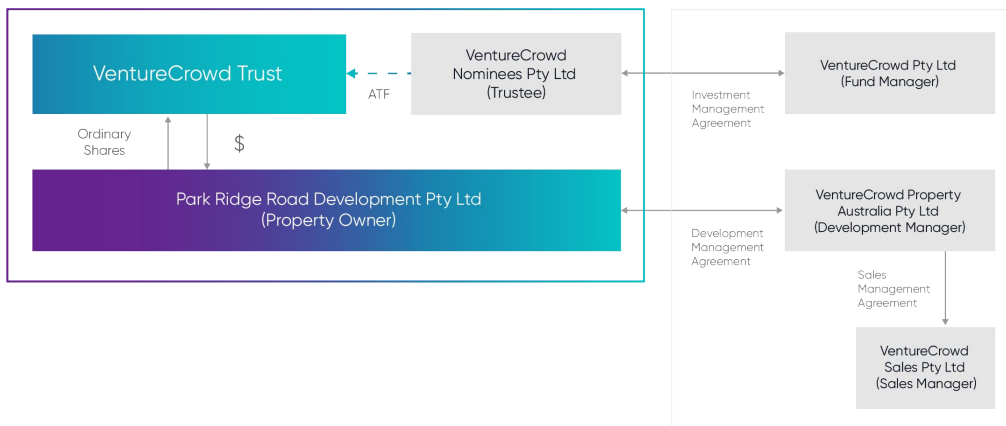 VentureCrowd Trust
ATF
VentureCrowd
Nominees Pty Ltd
(Trustee)
Investment
Management
Agreement
VentureCrowd Pty Ltd
(Fund Manager)
Ordinary
Shares
$
Park Ridge Road Development Pty Ltd
(Property Owner)
Development
Management
Agreement
VentureCrowd Property
Australia Pty Ltd
(Development Manager)
Sales
Management
Agreement
VentureCrowd
Sales Pty Ltd
(Sales Manager)